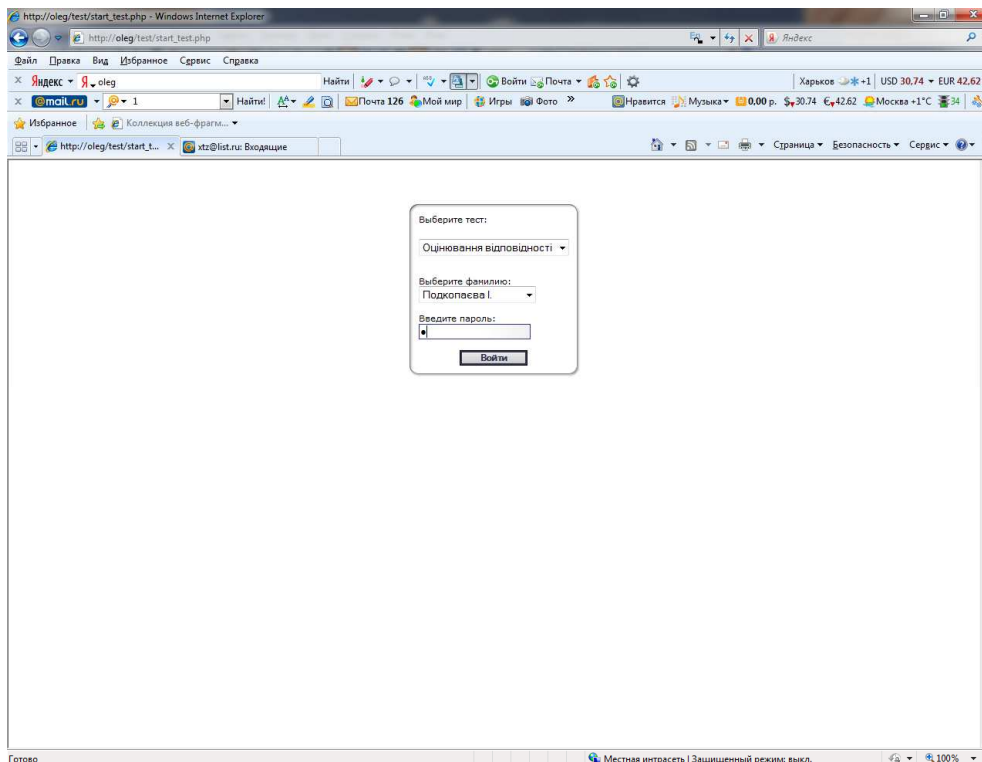 http://oleg/test/start_test.php - Windows Internet Explorer
http://oleg/test/start_test.php Яндекс
Файл Правка Вид Избранное Сервис Справка
Яндекс Я oleg Найти Войти Почта Харьков +1 USD 30,74 EUR 42.62
@mail.ru 1 Найти! Почта 126 Мой мир Игры Фото » Нравится Музыка 0.00 р. $ 30.74 € 42.62 Москва +1°C 34
Избранное Коллекция веб-фрагм...
http://oleg/test/start_t... xtz@list.ru: Входящие Страница Безопасность Сервис
Выберите тест:
Оцінювання відповідності
Выберите фамилию:
Подкопаєва І.
Введите пароль:
Войти
Готово Местная интрасеть | Защищенный режим: выкл. 100%